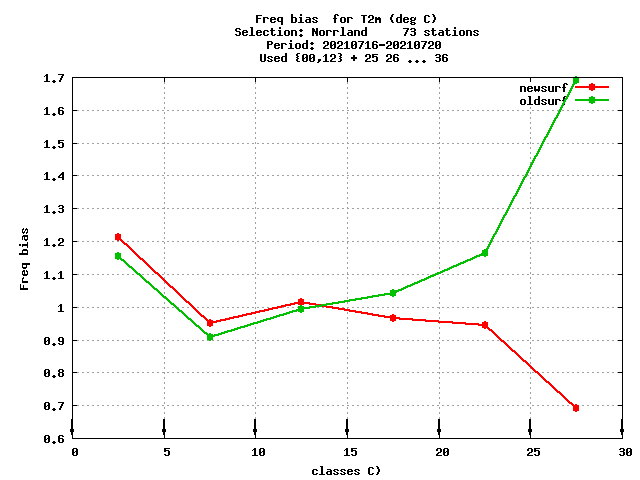 Freq bias  for T2m (deg C)
Selection: Norrland     73 stations
Period: 20210716-20210720
Used {00,12} + 25 26 ... 36
newsurf
oldsurf
1.7
1.6
1.5
1.4
1.3
1.2
1.1
1
0.9
0.8
0.7
0.6
Freq bias
0 5 10 15 20 25 30
classes C)